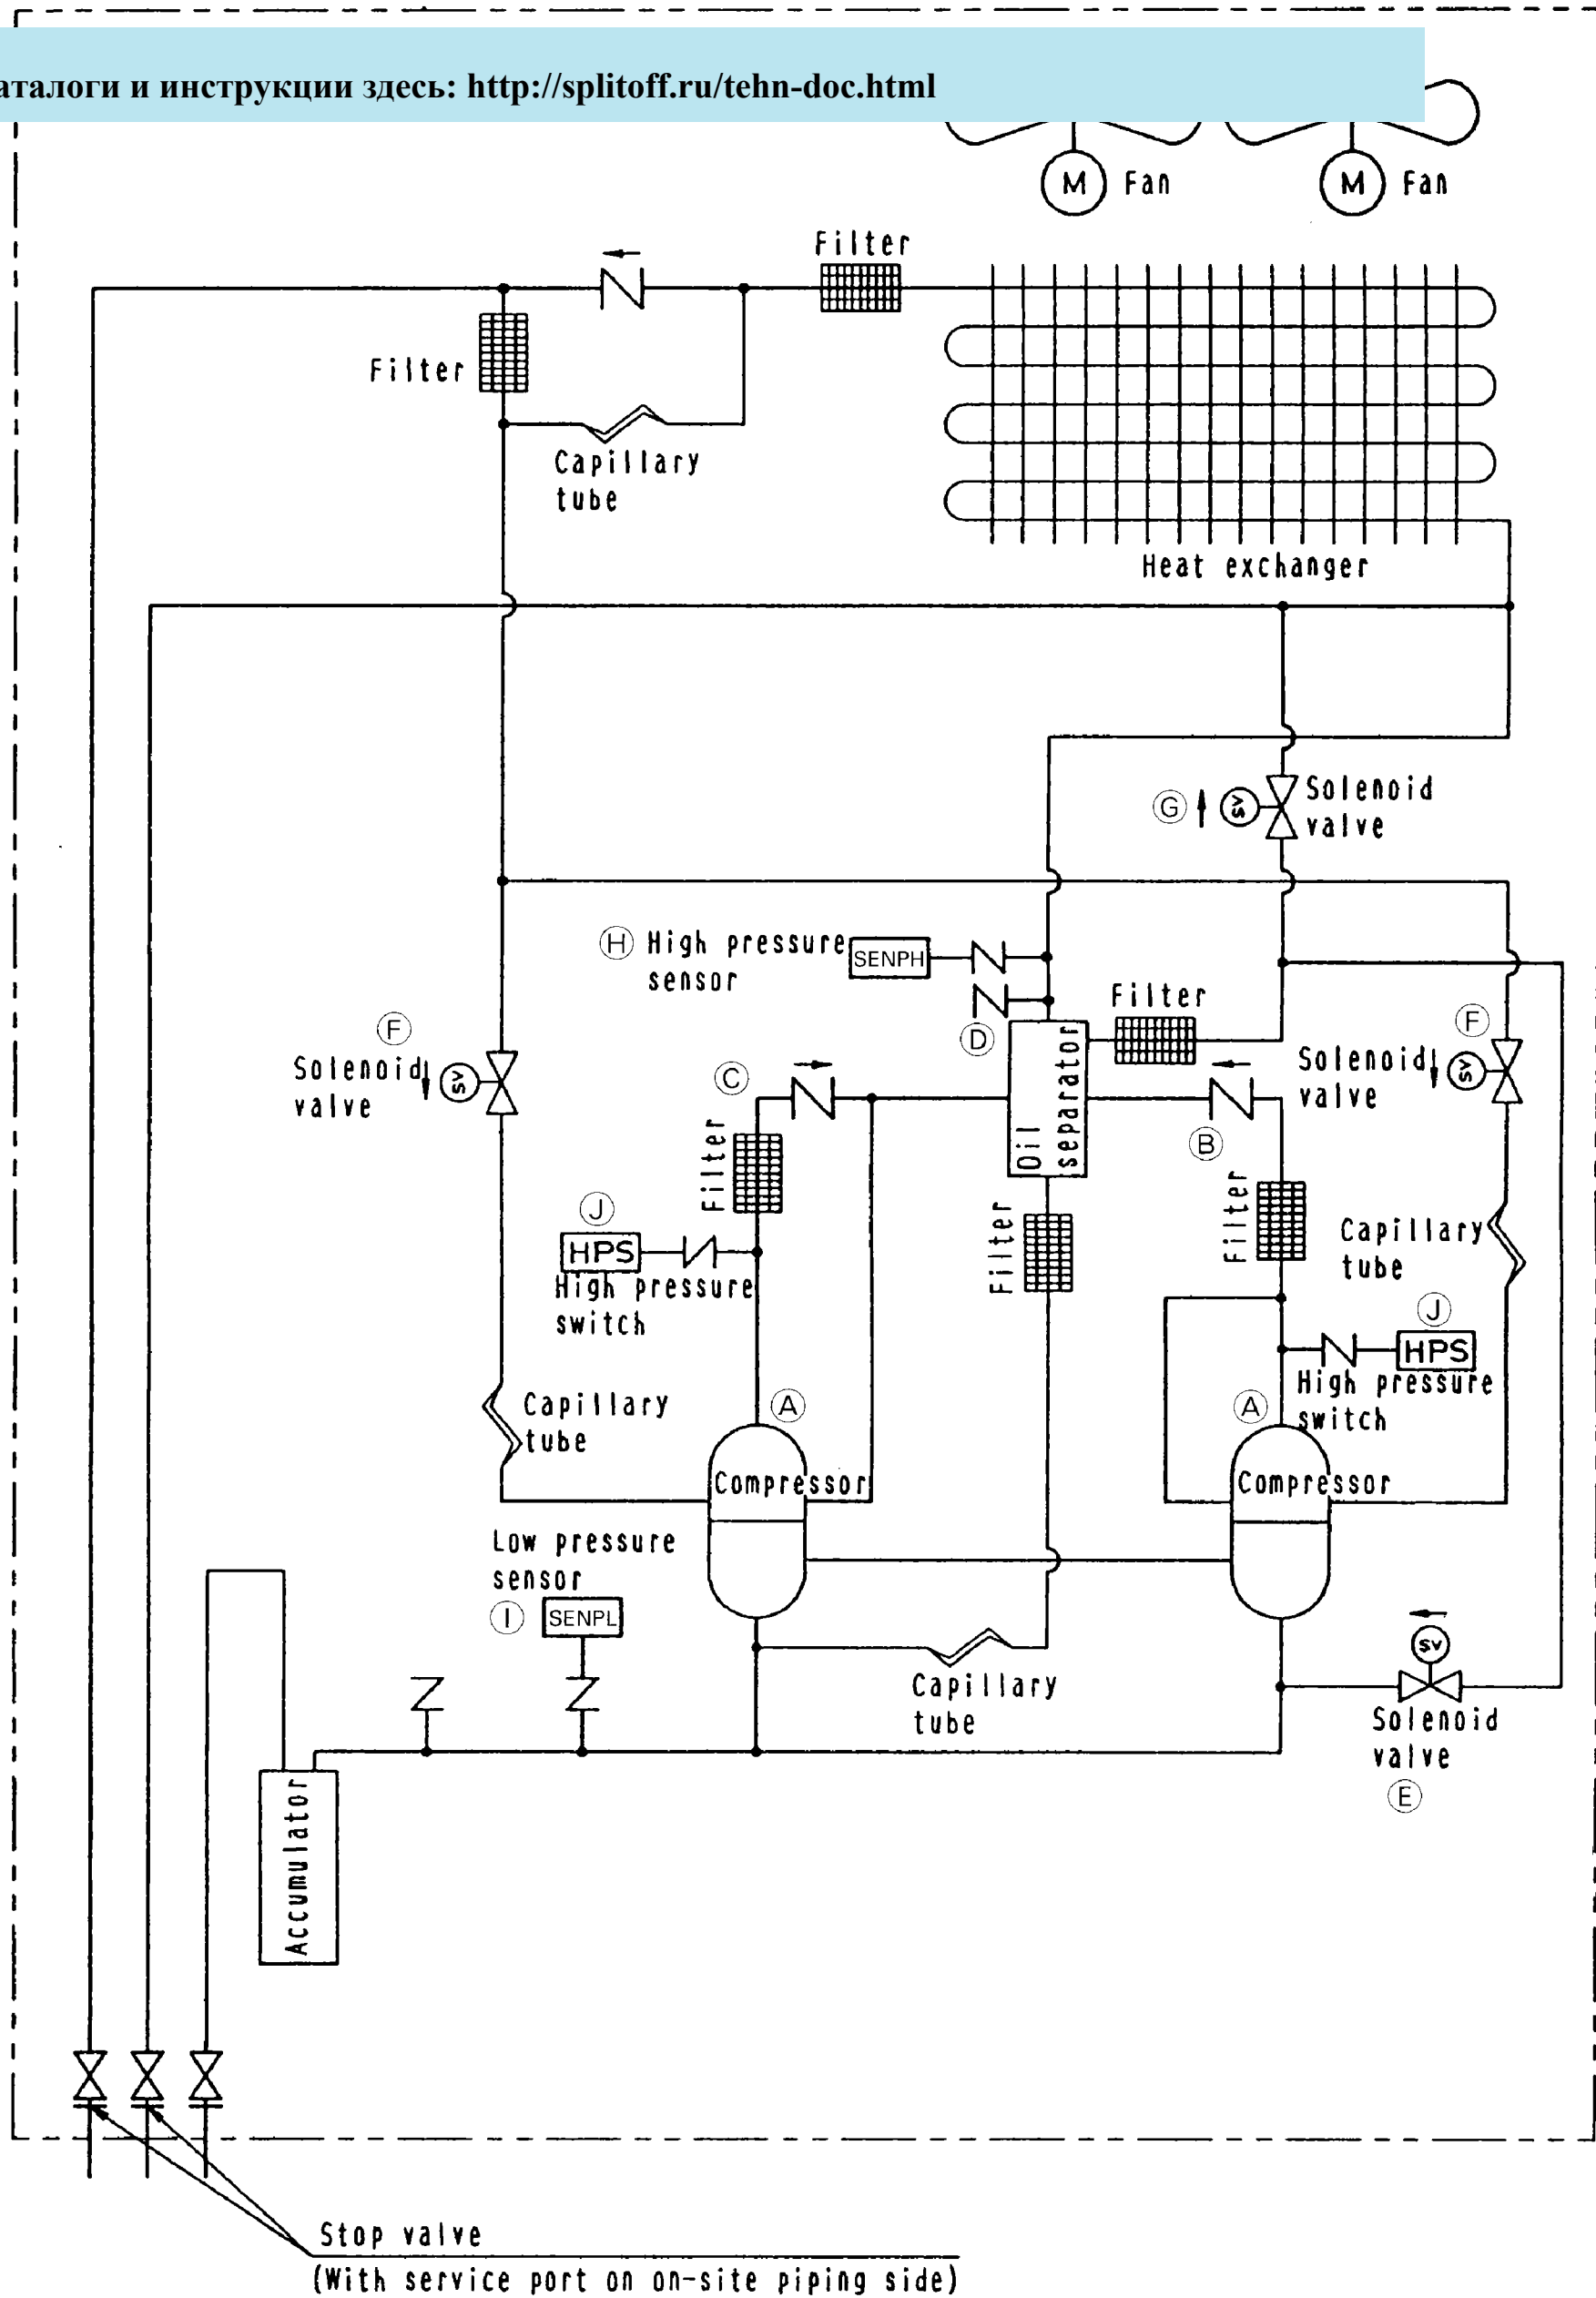 аталоги и инструкции здесь: http://splitoff.ru/tehn-doc.html
M Fan
M Fan
Filter
Filter
Capillary
tube
Heat exchanger
G
SV
Solenoid
valve
H High pressure
sensor
SENPH
Filter
D
F
Solenoid
valve
SV
F
Solenoid
valve
SV
C
Oil
separator
B
Filter
Filter
Filter
J
HPS
High pressure
switch
Capillary
tube
J
HPS
High pressure
switch
Capillary
tube
A
A
Compressor
Compressor
Low pressure
sensor
I
SENPL
SV
Capillary
tube
Solenoid
valve
E
Accumulator
Stop valve
(With service port on on-site piping side)